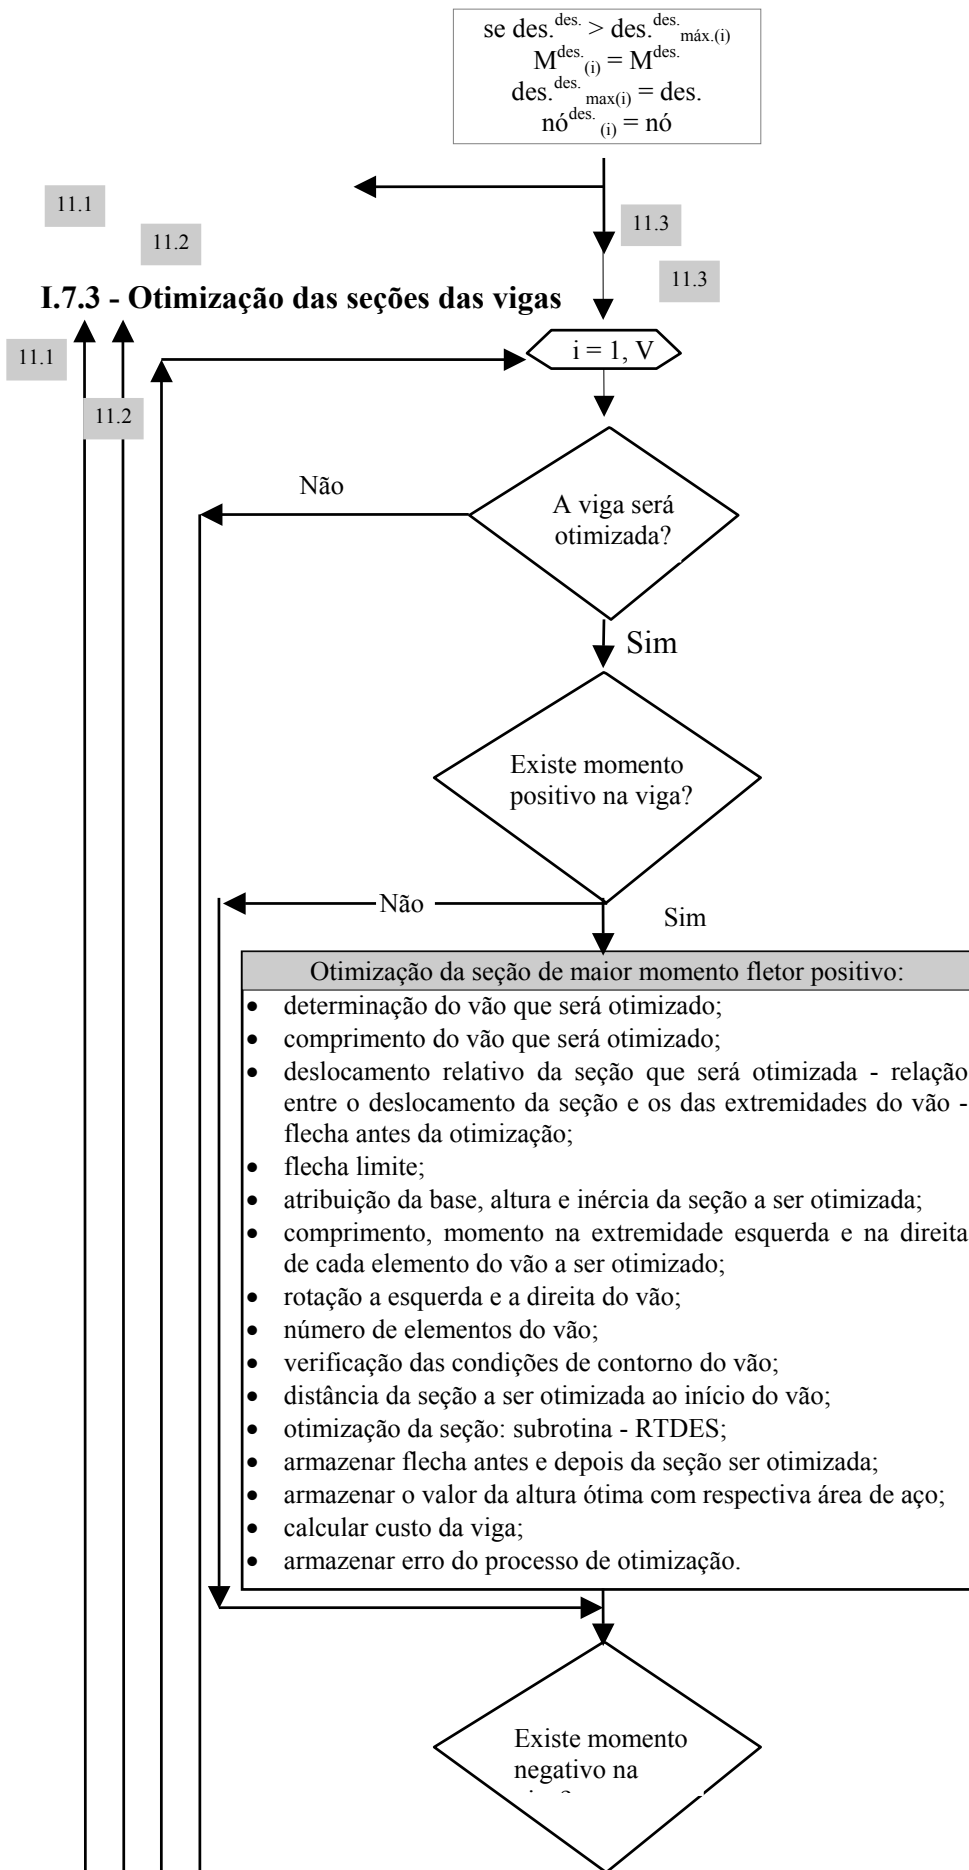 se des.des. > des.des.máx.(i)
Mdes.(i) = Mdes.
des.des.max(i) = des.
nódes.(i) = nó
11.1
11.2
11.3
11.3
I.7.3 - Otimização das seções das vigas
11.1
i = 1, V
11.2
Não
A viga será
otimizada?
Sim
Existe momento
positivo na viga?
Não
Sim
Otimização da seção de maior momento fletor positivo:
• determinação do vão que será otimizado;
• comprimento do vão que será otimizado;
• deslocamento relativo da seção que será otimizada - relação
entre o deslocamento da seção e os das extremidades do vão -
flecha antes da otimização;
• flecha limite;
• atribuição da base, altura e inércia da seção a ser otimizada;
• comprimento, momento na extremidade esquerda e na direita
de cada elemento do vão a ser otimizado;
• rotação a esquerda e a direita do vão;
• número de elementos do vão;
• verificação das condições de contorno do vão;
• distância da seção a ser otimizada ao início do vão;
• otimização da seção: subrotina - RTDES;
• armazenar flecha antes e depois da seção ser otimizada;
• armazenar o valor da altura ótima com respectiva área de aço;
• calcular custo da viga;
• armazenar erro do processo de otimização.
Existe momento
negativo na